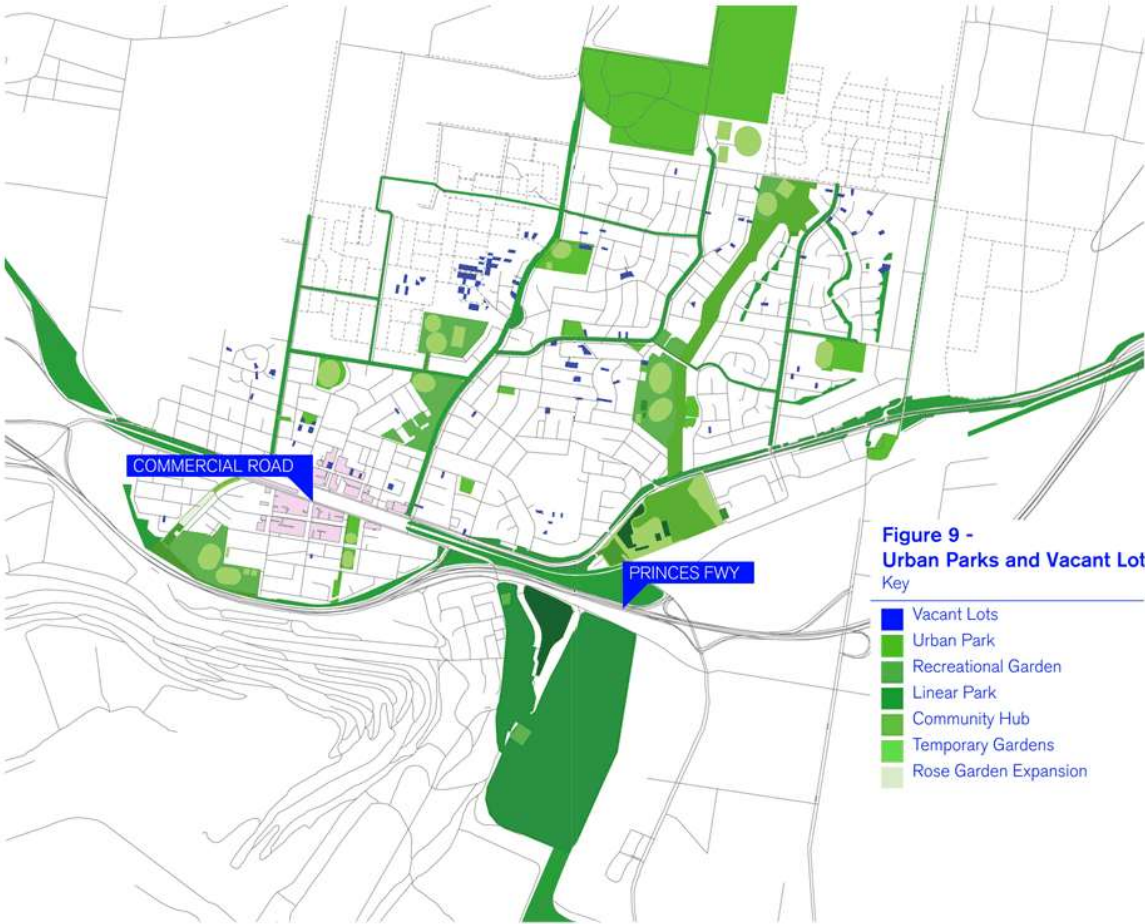 COMMERCIAL ROAD
PRINCES FWY
Figure 9 -
Urban Parks and Vacant Lot
Key
Vacant Lots
Urban Park
Recreational Garden
Linear Park
Community Hub
Temporary Gardens
Rose Garden Expansion